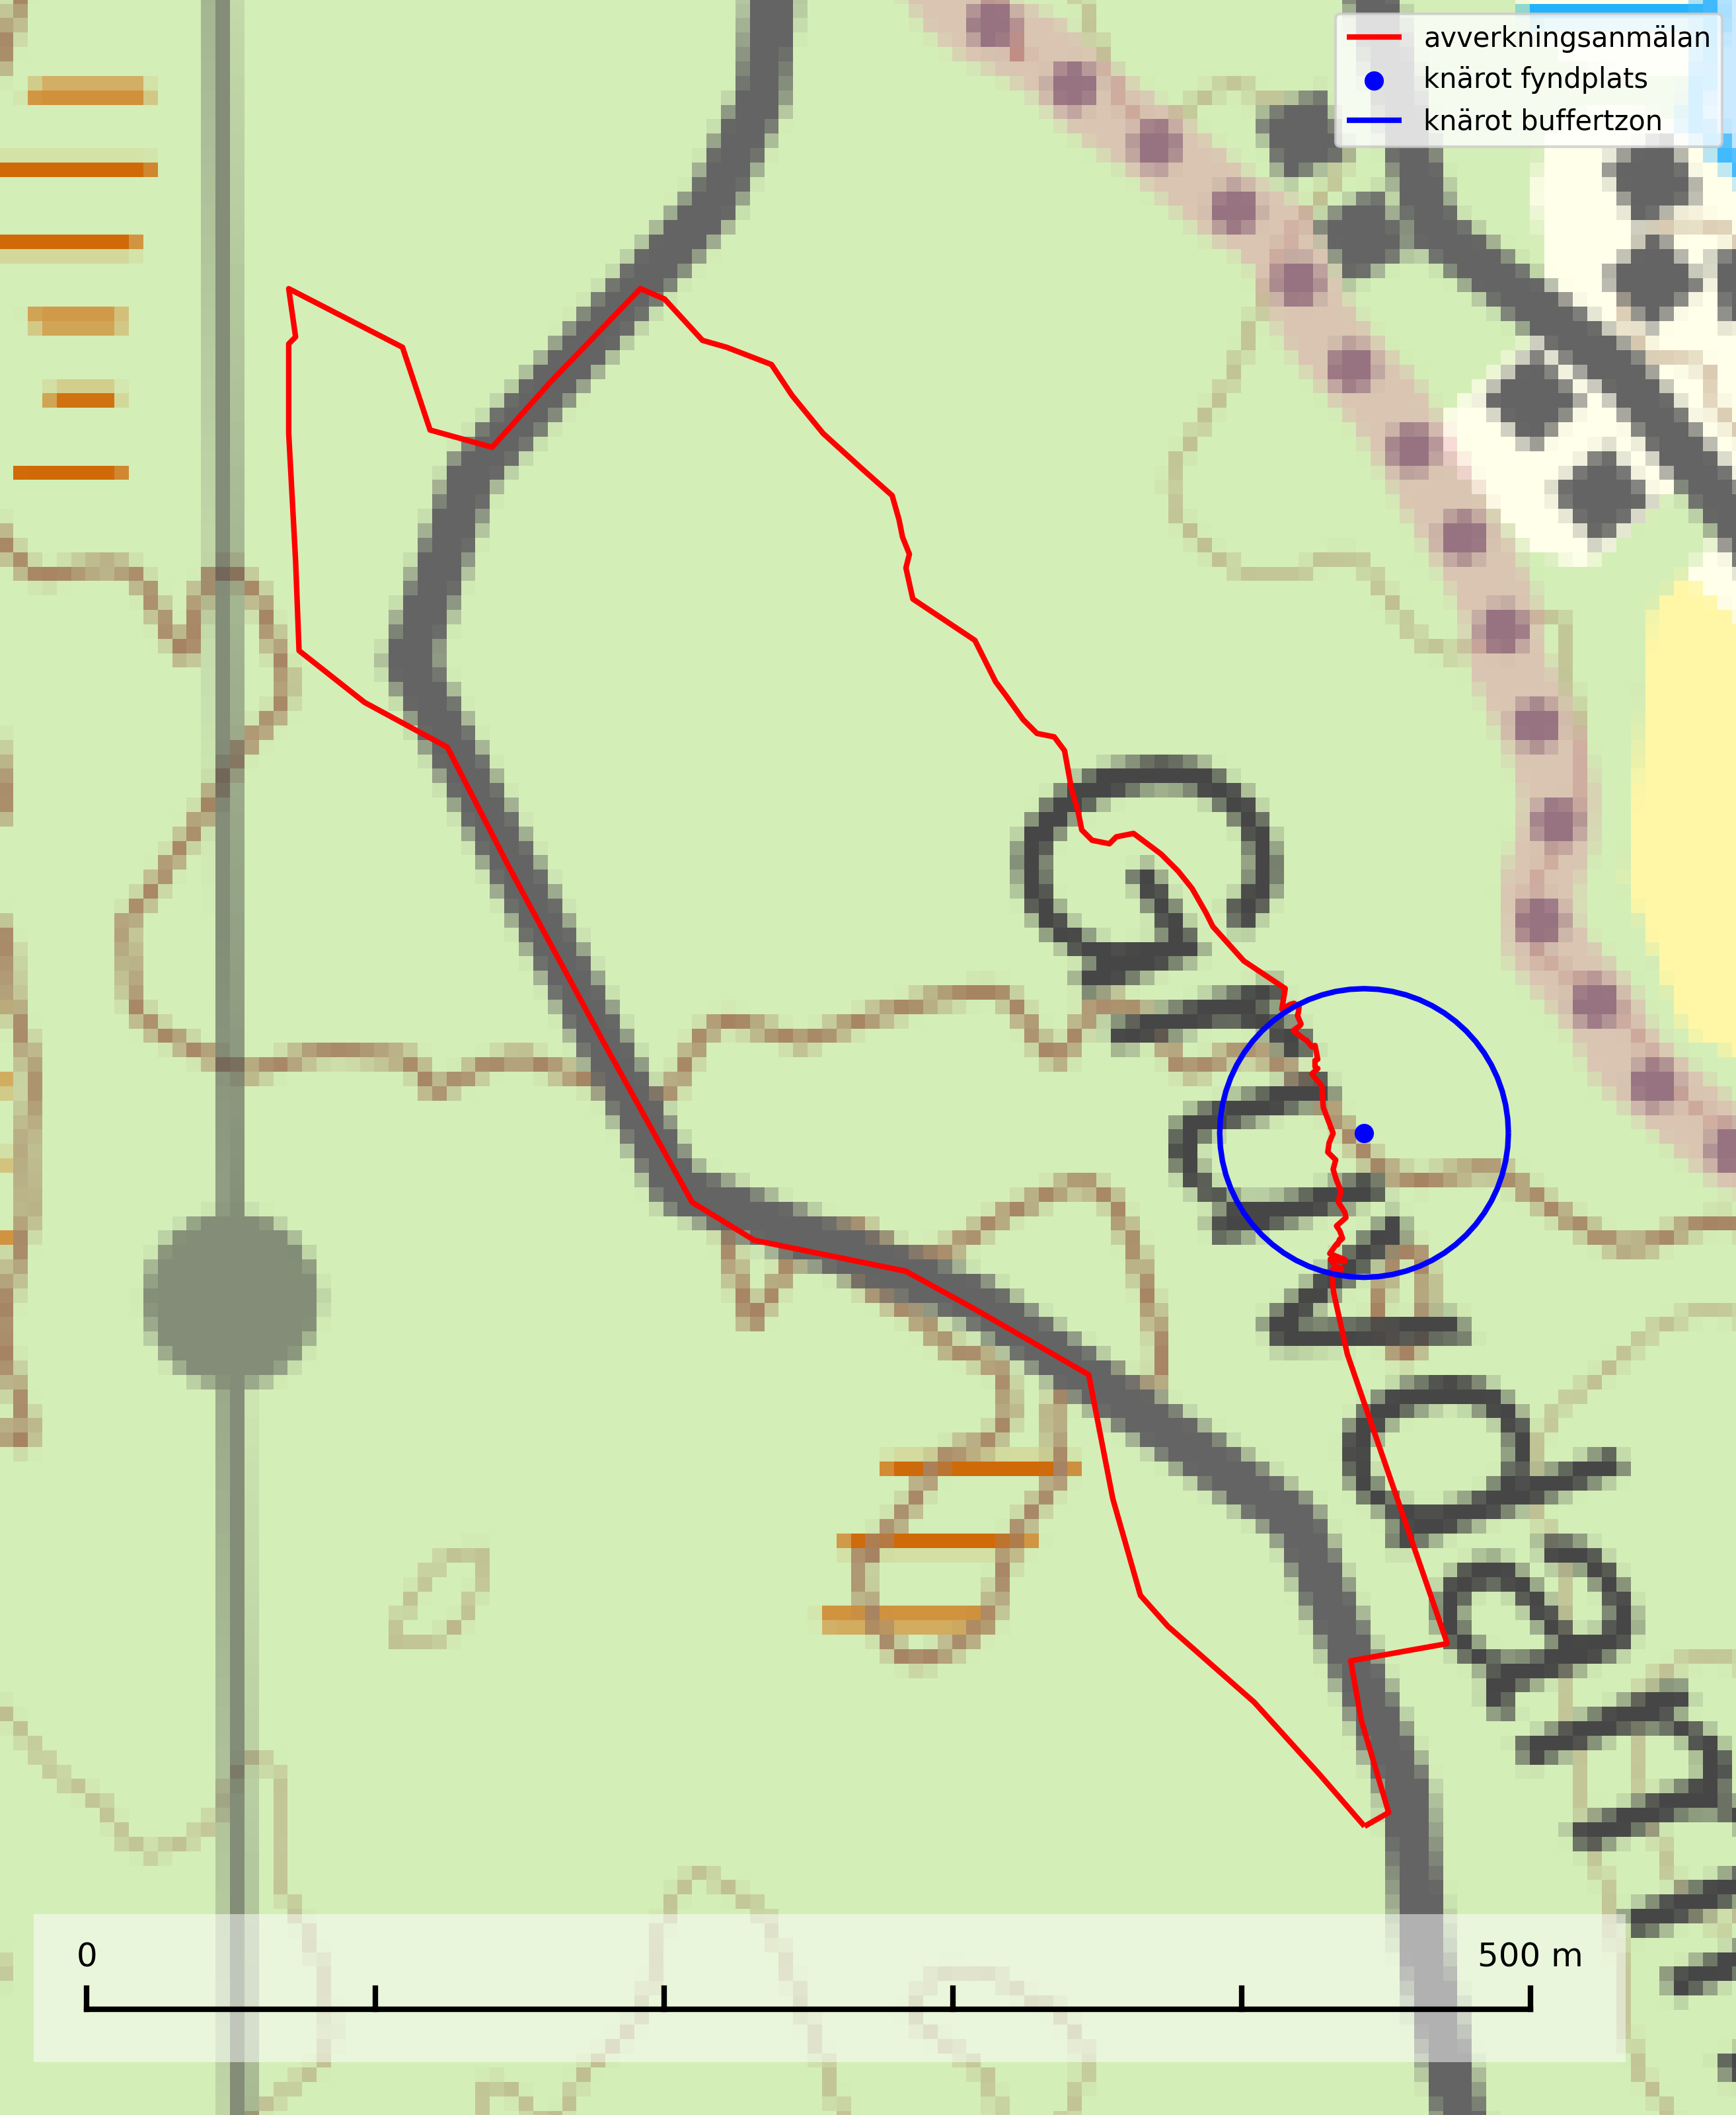 avverkningsanmälan
knärot fyndplats
knärot buffertzon
0
500 m